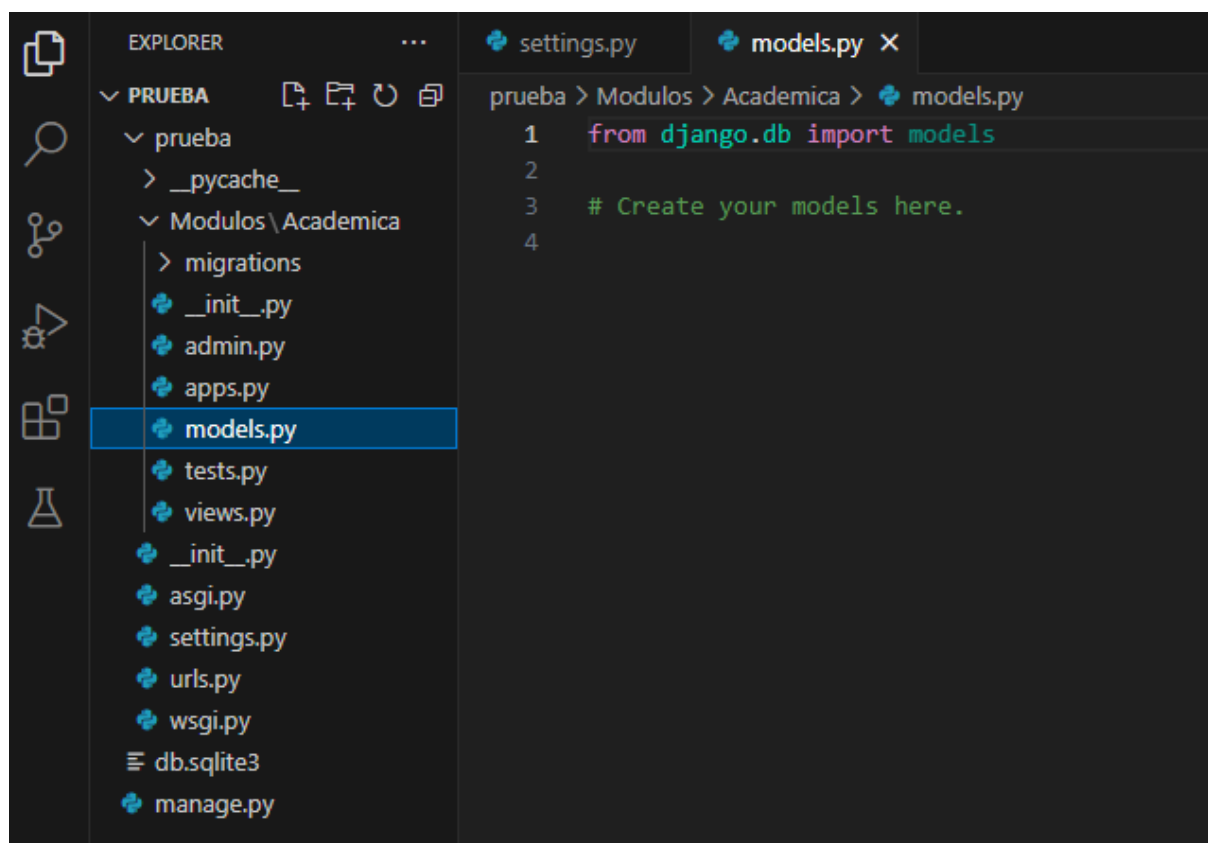 EXPLORER
PRUEBA
prueba
__pycache__
Modulos\Academica
migrations
__init__.py
admin.py
apps.py
models.py
tests.py
views.py
__init__.py
asgi.py
settings.py
urls.py
wsgi.py
db.sqlite3
manage.py
settings.py
models.py
prueba > Modulos > Academica > models.py
1 from django.db import models
2
3 # Create your models here.
4